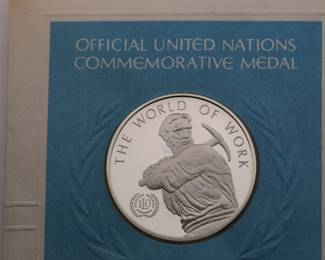 OFFICIAL UNITED NATIONS
COMMEMORATIVE MEDAL
THE WORLD OF WORK
ILO